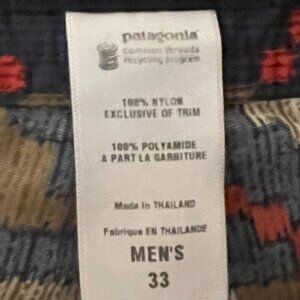 patagonia
common threads
recycling program
100% NYLON
EXCLUSIVE OF TRIM
100% POLYAMIDE
A PART LA GARNITURE
Made in THAILAND
Fabrique EN THAILANDE
MEN'S
33